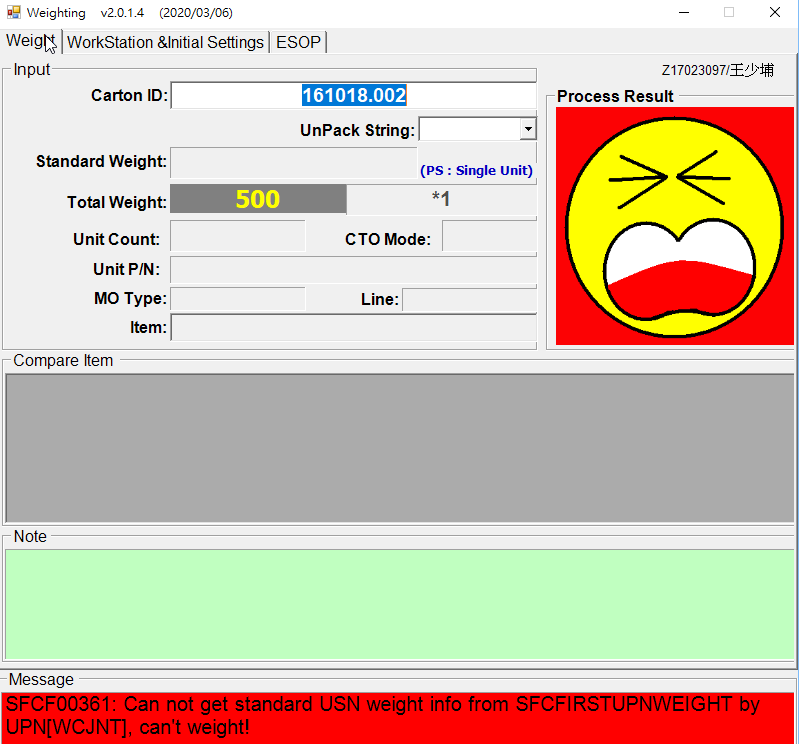 Weighting v2.0.1.4 (2020/03/06)
Weight WorkStation &Initial Settings ESOP
Input
Z17023097/王少埔
Carton ID: 161018.002
Process Result
UnPack String:
Standard Weight:
(PS : Single Unit)
Total Weight: 500 *1
Unit Count: CTO Mode:
Unit P/N:
MO Type: Line:
Item:
Compare Item
Note
Message
SFCF00361: Can not get standard USN weight info from SFCFIRSTUPNWEIGHT by
UPN[WCJNT], can't weight!